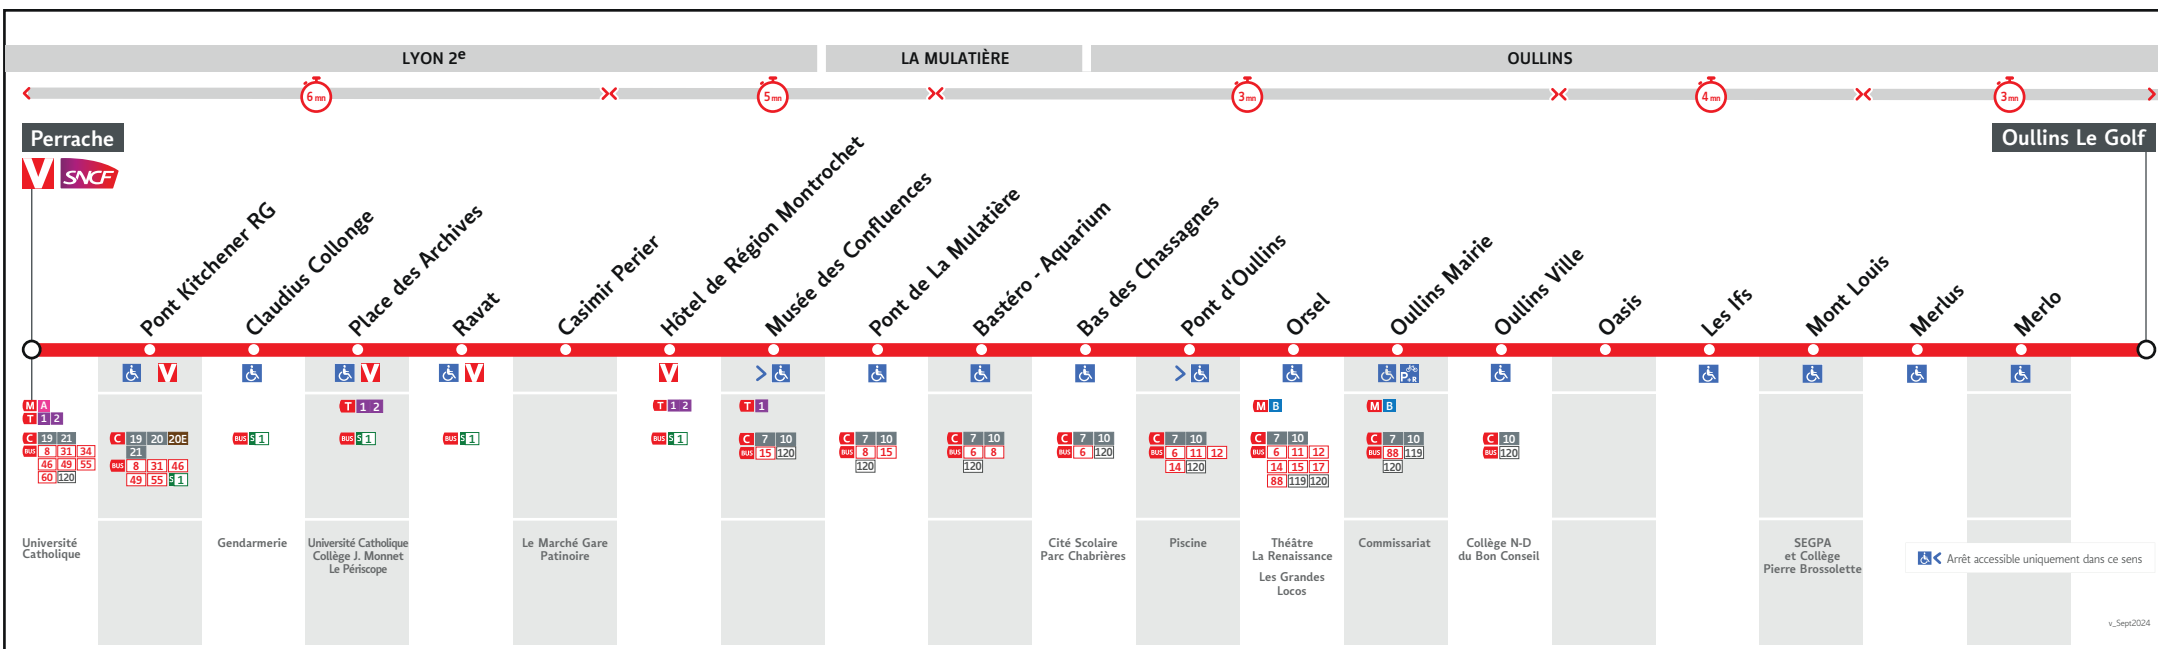 LYON 2e
LA MULATIÈRE
OULLINS
6 mn
5 mn
3 mn
4 mn
3 mn
Perrache
Oullins Le Golf
V SNCF
Pont Kitchener RG
Claudius Collonge
Place des Archives
Ravat
Casimir Perier
Hôtel de Région Montrochet
Musée des Confluences
Pont de La Mulatière
Bastéro - Aquarium
Bas des Chassagnes
Pont d'Oullins
Orsel
Oullins Mairie
Oullins Ville
Oasis
Les Ifs
Mont Louis
Merlus
Merlo
V
V
V
V
P+R
M A
T 1 2
C 19 21
BUS 8 31 34
46 49 55
60 120
C 19 20 20E
21
BUS 8 31 46
49 55 S 1
BUS S 1
T 1 2
BUS S 1
BUS S 1
T 1 2
BUS S 1
T 1
C 7 10
BUS 15 120
C 7 10
BUS 8 15
120
C 7 10
BUS 6 8
120
C 7 10
BUS 6 120
C 7 10
BUS 6 11 12
14 120
M B
C 7 10
BUS 6 11 12
14 15 17
88 119 120
M B
C 7 10
BUS 88 119
120
C 10
BUS 120
Université
Catholique
Gendarmerie
Université Catholique
Collège J. Monnet
Le Périscope
Le Marché Gare
Patinoire
Cité Scolaire
Parc Chabrières
Piscine
Théâtre
La Renaissance
Les Grandes
Locos
Commissariat
Collège N-D
du Bon Conseil
SEGPA
et Collège
Pierre Brossolette
Arrêt accessible uniquement dans ce sens
v_Sept2024